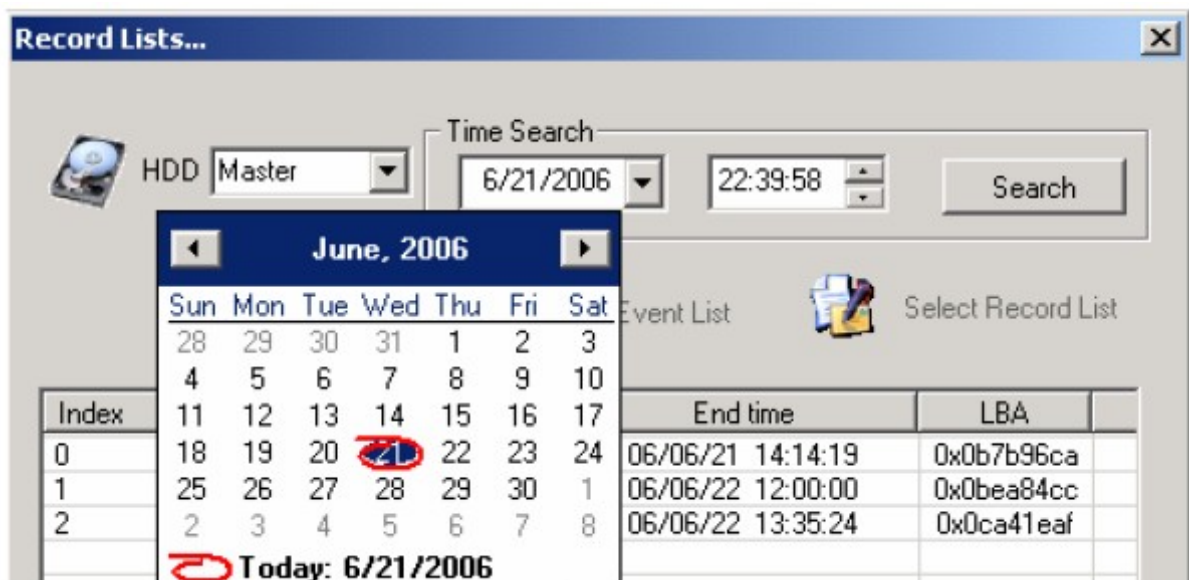 Record Lists...
Time Search
HDD Master 6/21/2006 22:39:58 Search
June, 2006
Sun Mon Tue Wed Thu Fri Sat
28 29 30 31 1 2 3
4 5 6 7 8 9 10
11 12 13 14 15 16 17
18 19 20 21 22 23 24
25 26 27 28 29 30 1
2 3 4 5 6 7 8
Today: 6/21/2006
Event List Select Record List
Index End time LBA
0 06/06/21 14:14:19 0x0b7b96ca
1 06/06/22 12:00:00 0x0bea84cc
2 06/06/22 13:35:24 0x0ca41eaf